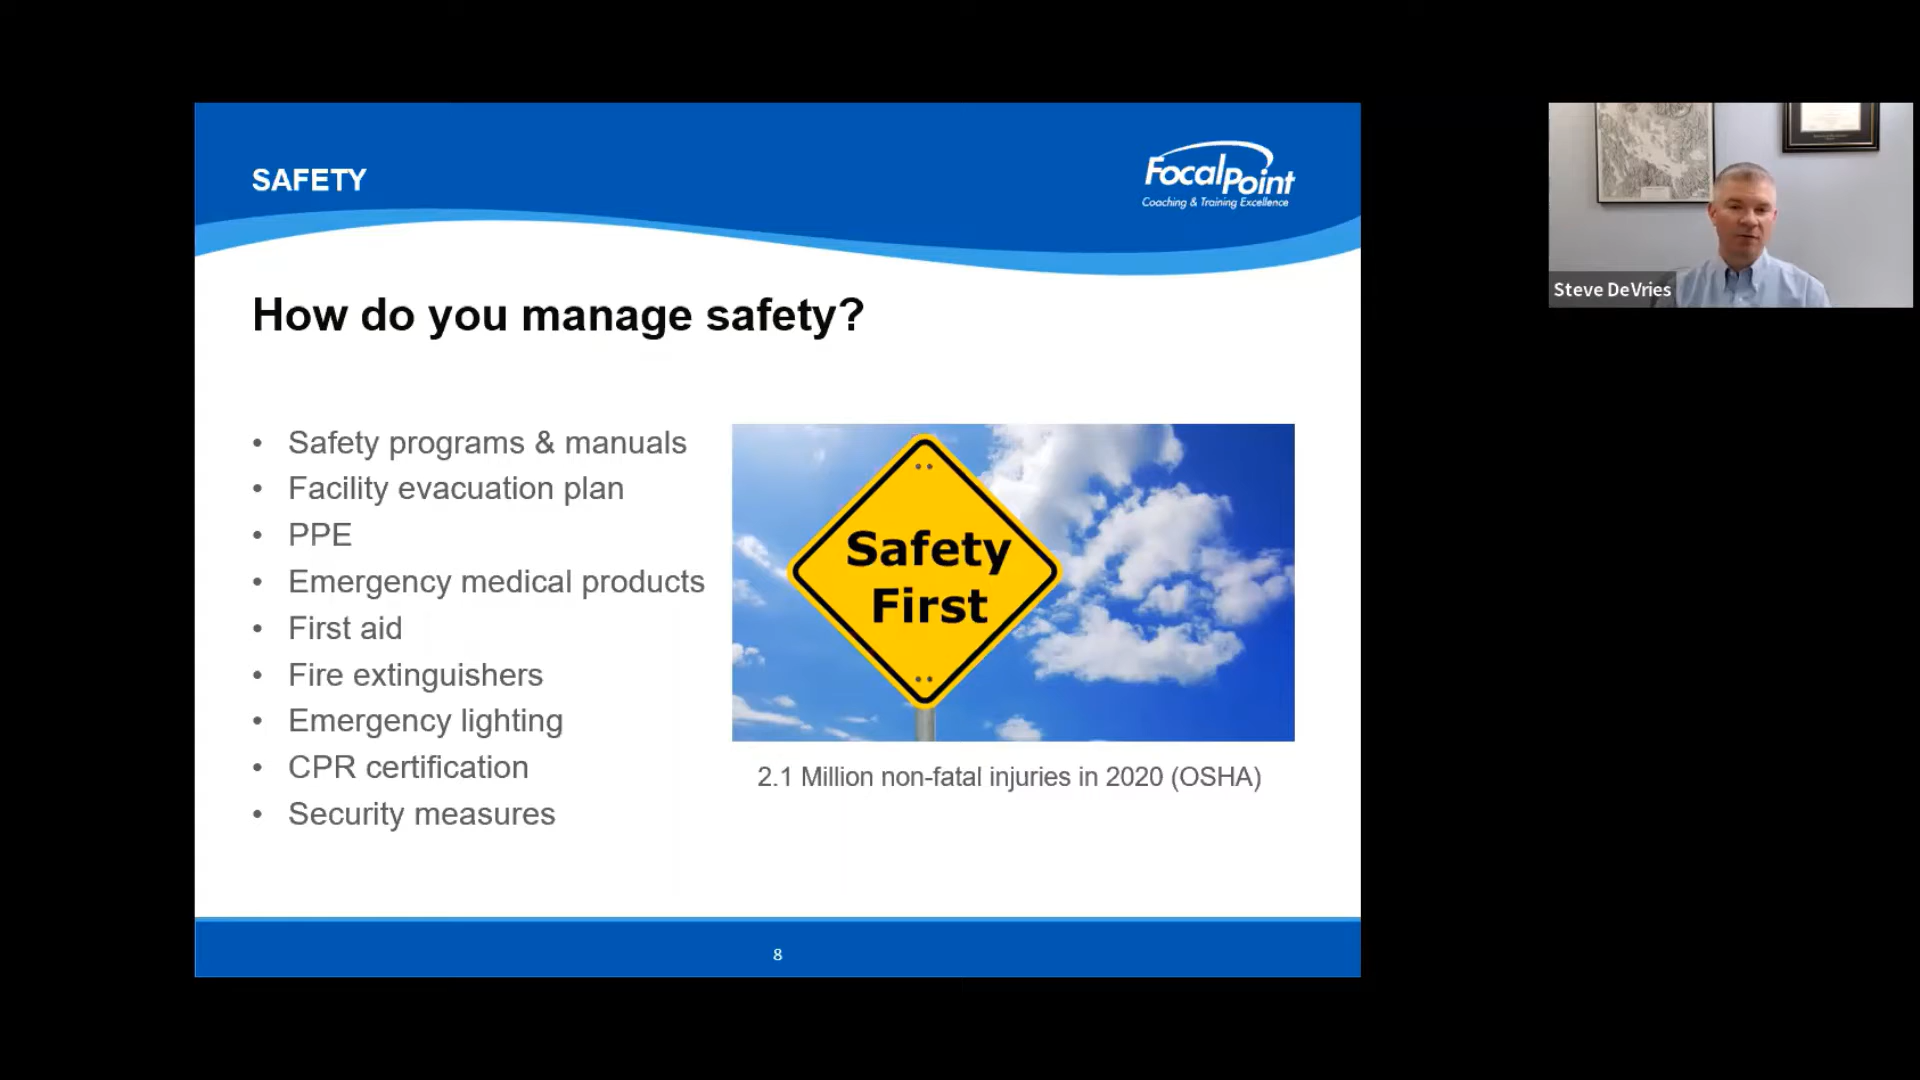 SAFETY
FocalPoint
Coaching & Training Excellence
How do you manage safety?
• Safety programs & manuals
• Facility evacuation plan
• PPE
• Emergency medical products
• First aid
• Fire extinguishers
• Emergency lighting
• CPR certification
• Security measures
Safety
First
2.1 Million non-fatal injuries in 2020 (OSHA)
8
Steve DeVries